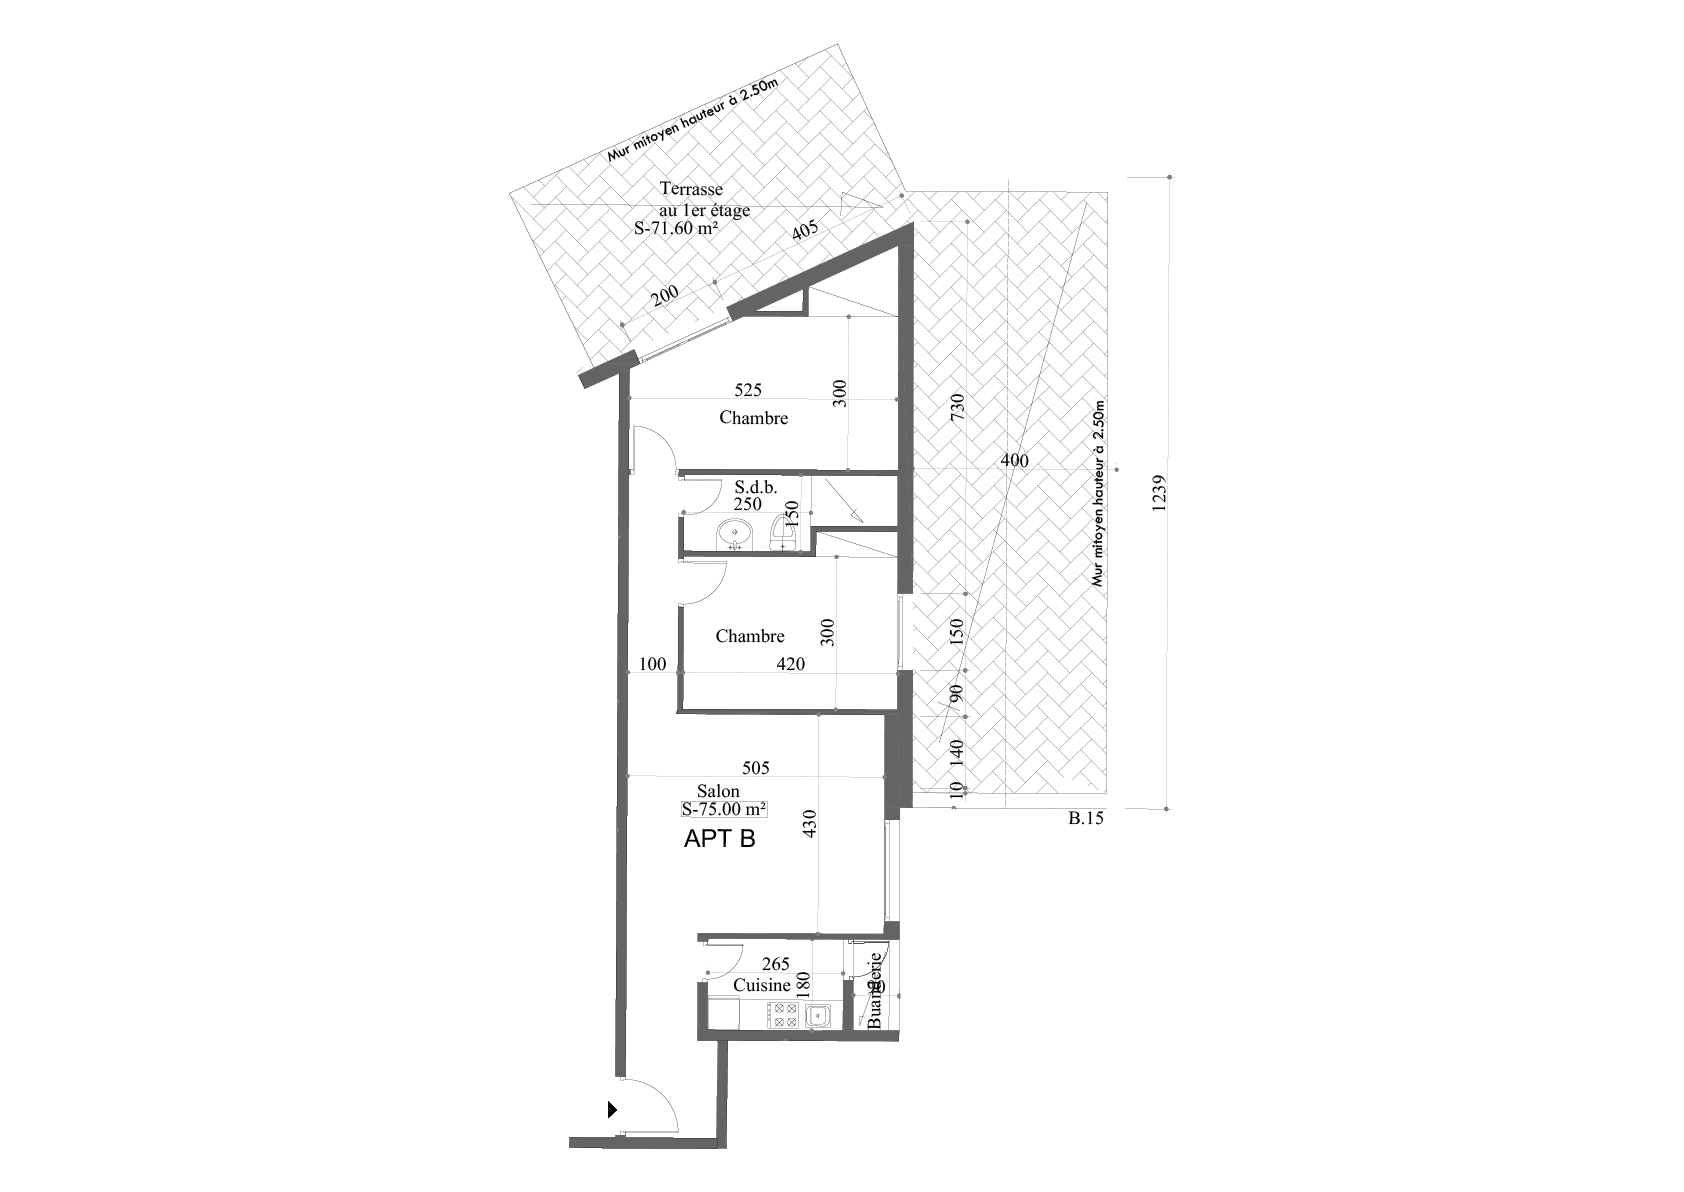 Mur mitoyen hauteur à 2.50m
Terrasse
au 1er étage
S-71.60 m²
405
200
525
300
Chambre
730
400
1239
Mur mitoyen hauteur à 2.50m
S.d.b.
250
150
Chambre
300
150
100
420
90
140
10
505
Salon
S-75.00 m²
430
APT B
B.15
265
Cuisine
180
Buanderie
90